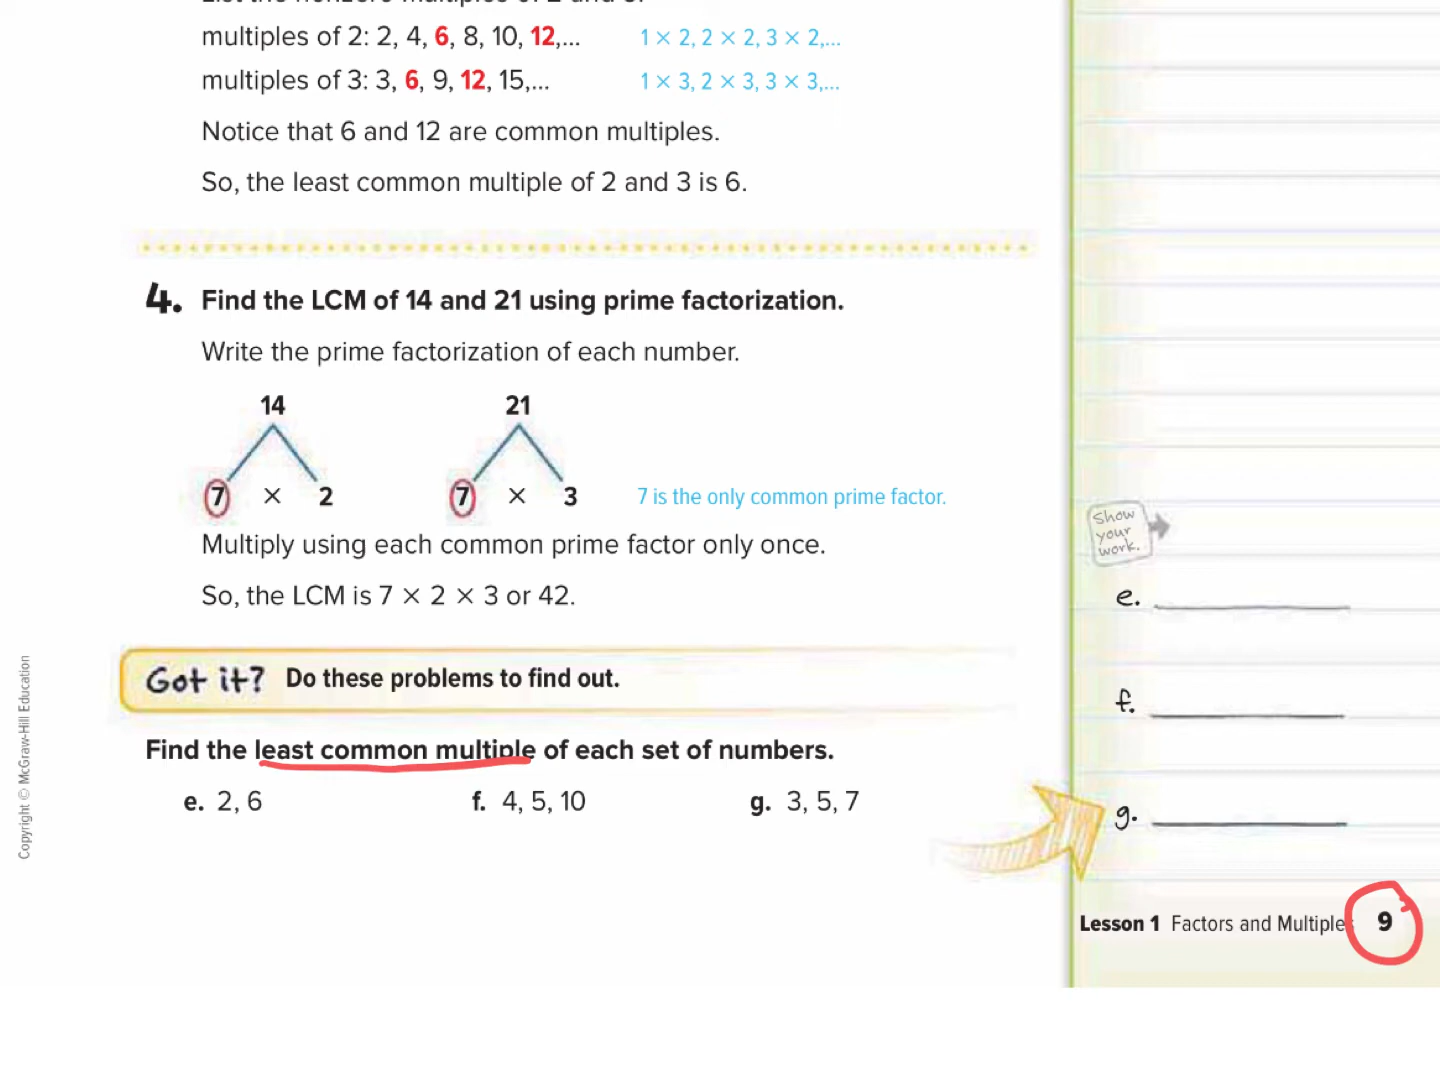 multiples of 2: 2, 4, 6, 8, 10, 12,... 1 × 2, 2 × 2, 3 × 2,...
multiples of 3: 3, 6, 9, 12, 15,... 1 × 3, 2 × 3, 3 × 3,...
Notice that 6 and 12 are common multiples.
So, the least common multiple of 2 and 3 is 6.
4. Find the LCM of 14 and 21 using prime factorization.
Write the prime factorization of each number.
14 21
7 × 2 7 × 3 7 is the only common prime factor.
Multiply using each common prime factor only once.
So, the LCM is 7 × 2 × 3 or 42.
Got it? Do these problems to find out.
Find the least common multiple of each set of numbers.
e. 2, 6 f. 4, 5, 10 g. 3, 5, 7
Show
your
work.
e.
f.
g.
Lesson 1 Factors and Multiple 9
Copyright © McGraw-Hill Education